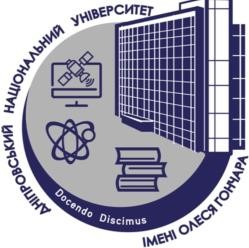 ДНІПРОВСЬКИЙ НАЦІОНАЛЬНИЙ УНІВЕРСИТЕТ
ІМЕНІ ОЛЕСЯ ГОНЧАРА
Docendo Discimus